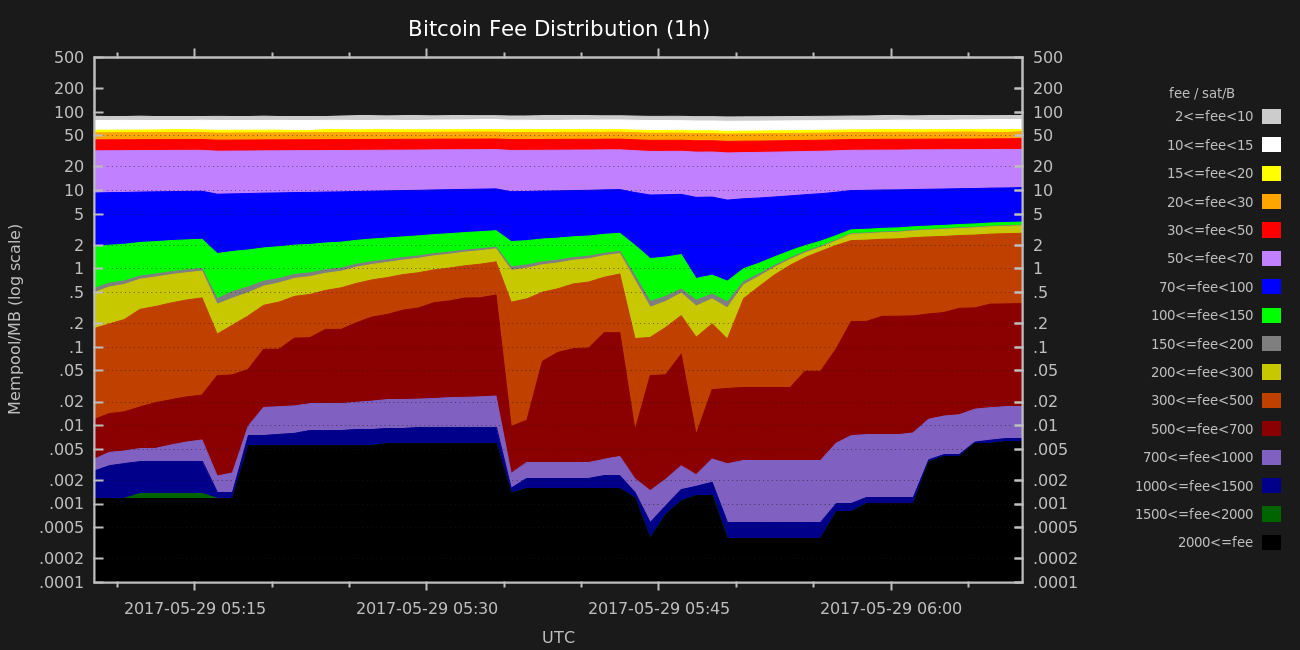 Bitcoin Fee Distribution (1h)
Mempool/MB (log scale)
500
200
100
50
20
10
5
2
1
.5
.2
.1
.05
.02
.01
.005
.002
.001
.0005
.0002
.0001
500
200
100
50
20
10
5
2
1
.5
.2
.1
.05
.02
.01
.005
.002
.001
.0005
.0002
.0001
fee / sat/B
2<=fee<10
10<=fee<15
15<=fee<20
20<=fee<30
30<=fee<50
50<=fee<70
70<=fee<100
100<=fee<150
150<=fee<200
200<=fee<300
300<=fee<500
500<=fee<700
700<=fee<1000
1000<=fee<1500
1500<=fee<2000
2000<=fee
2017-05-29 05:15
2017-05-29 05:30
2017-05-29 05:45
2017-05-29 06:00
UTC